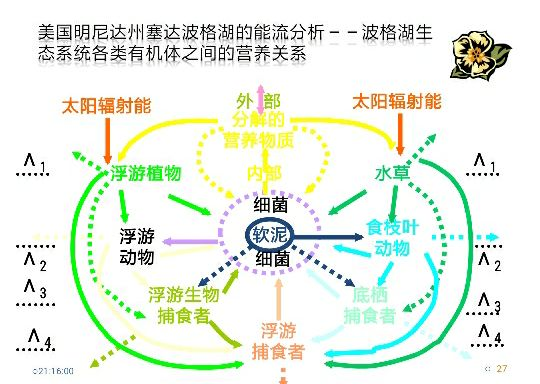 美国明尼达州塞达波格湖的能流分析－－波格湖生
态系统各类有机体之间的营养关系
太阳辐射能
外 部
太阳辐射能
分解的
营养物质
Λ1
浮游植物
内部
水草
Λ1
细菌
浮游
动物
软泥
食枝叶
动物
细菌
Λ2
Λ2
Λ3
浮游生物
捕食者
底栖
捕食者
Λ3
Λ4
浮游
捕食者
Λ4
21:16:00
27